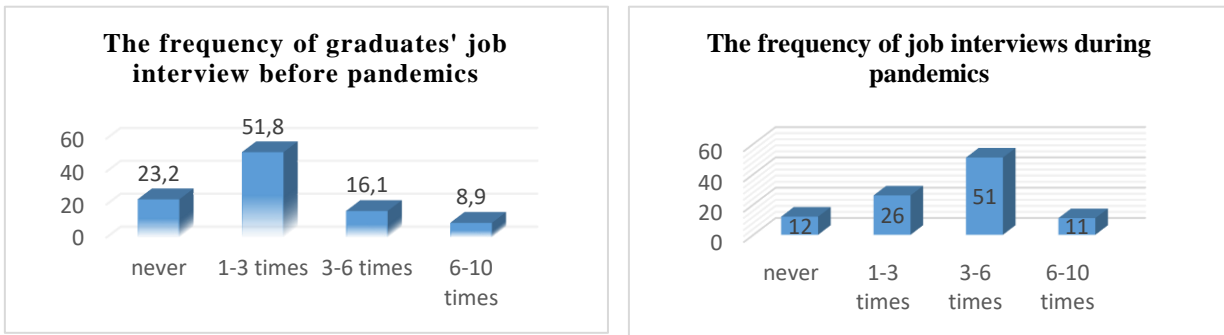 The frequency of graduates' job
interview before pandemics
60
40
20
0
23,2
51,8
16,1
8,9
never
1-3 times
3-6 times
6-10
times
The frequency of job interviews during
pandemics
60
40
20
0
12
26
51
11
never
1-3
times
3-6
times
6-10
times